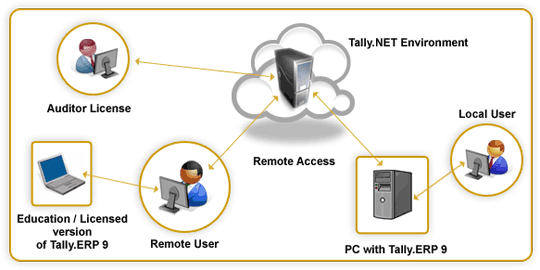 Tally.NET Environment
Auditor License
Local User
Remote Access
Education / Licensed
version
of Tally.ERP 9
Remote User
PC with Tally.ERP 9